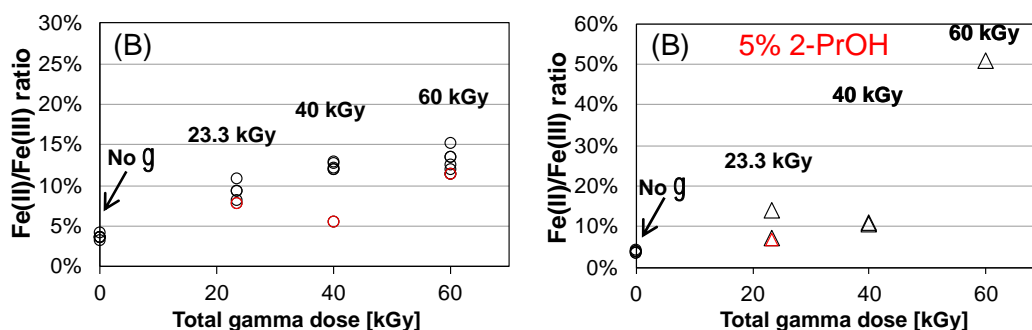 Fe(II)/Fe(III) ratio
30%
25%
20%
15%
10%
5%
0%
(B)
No g
23.3 kGy
40 kGy
60 kGy
0
20
40
60
Total gamma dose [kGy]
Fe(II)/Fe(III) ratio
60%
50%
40%
30%
20%
10%
0%
(B)
5% 2-PrOH
60 kGy
40 kGy
23.3 kGy
No g
0
20
40
60
Total gamma dose [kGy]